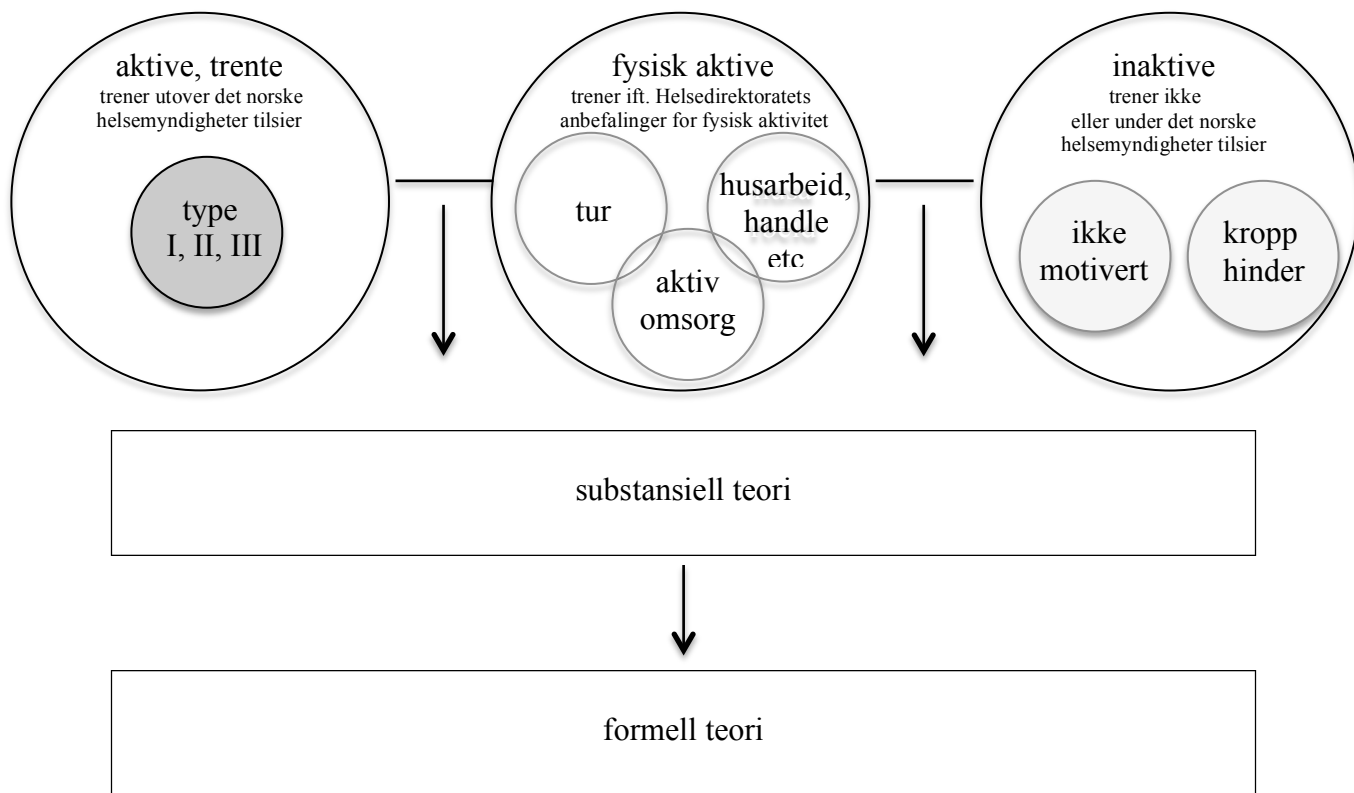 aktive, trente
trener utover det norske
helsemyndigheter tilsier
type
I, II, III
fysisk aktive
trener ift. Helsedirektoratets
anbefalinger for fysisk aktivitet
tur
husarbeid,
handle
etc
aktiv
omsorg
inaktive
trener ikke
eller under det norske
helsemyndigheter tilsier
ikke
motivert
kropp
hinder
substansiell teori
formell teori